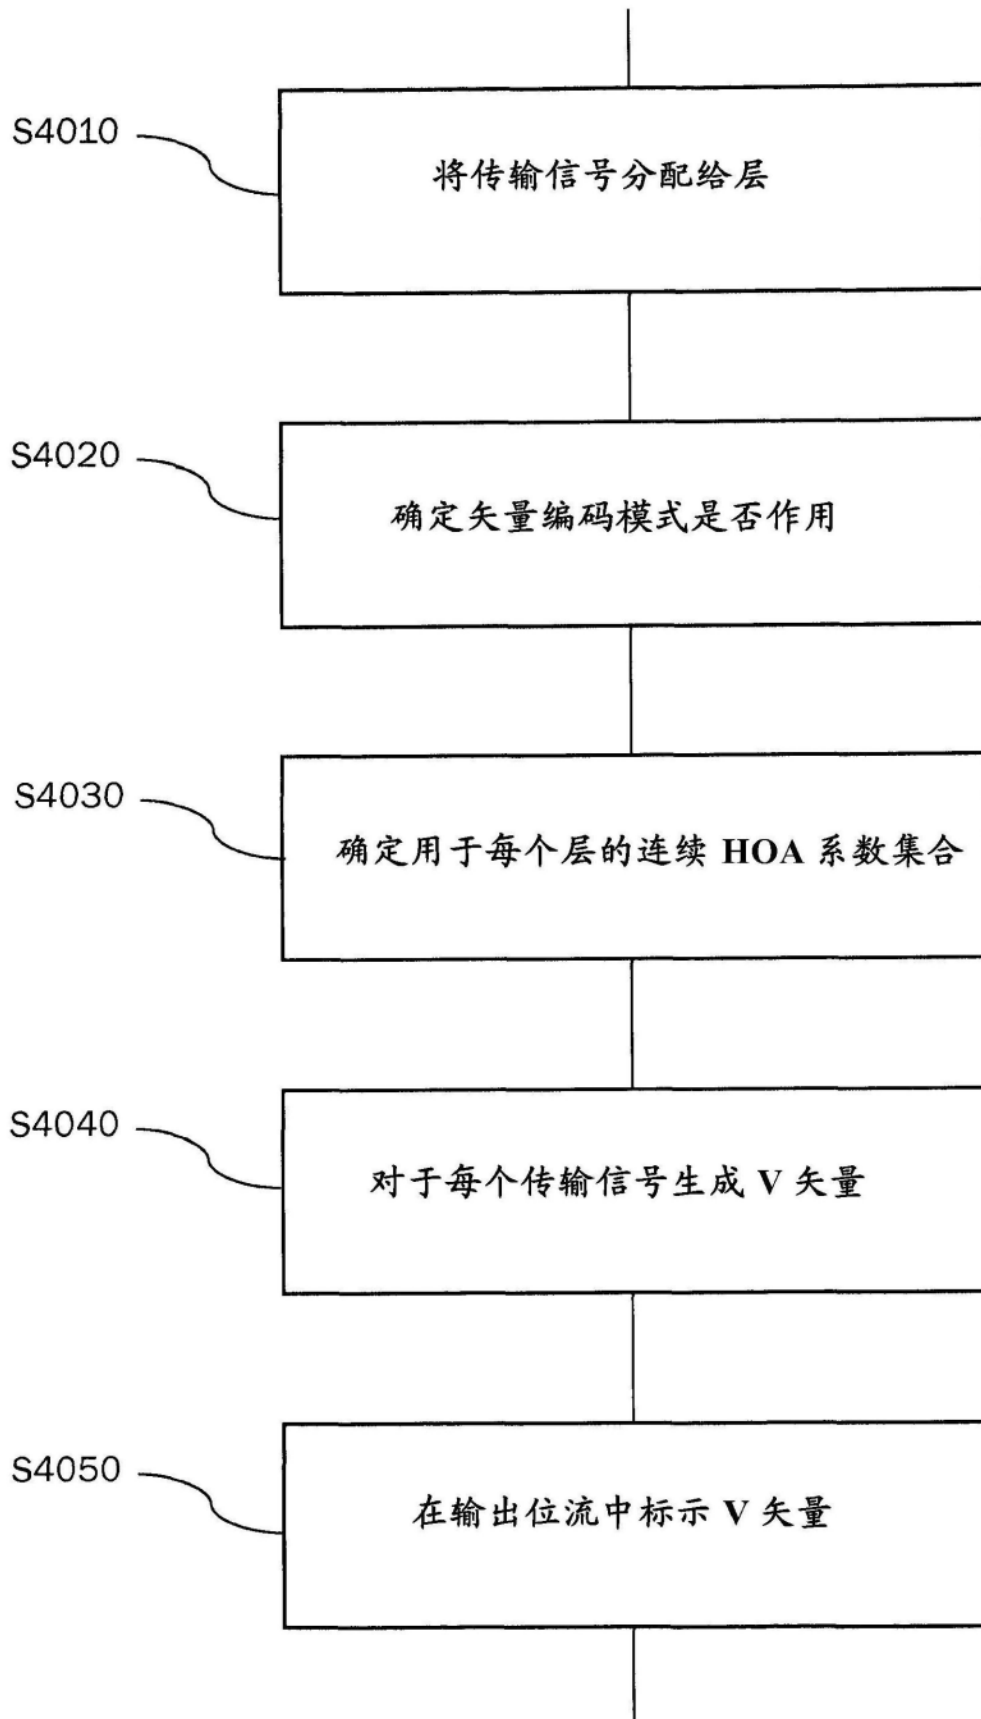 S4010
将传输信号分配给层
S4020
确定矢量编码模式是否作用
S4030
确定用于每个层的连续 HOA 系数集合
S4040
对于每个传输信号生成 V 矢量
S4050
在输出位流中标示 V 矢量